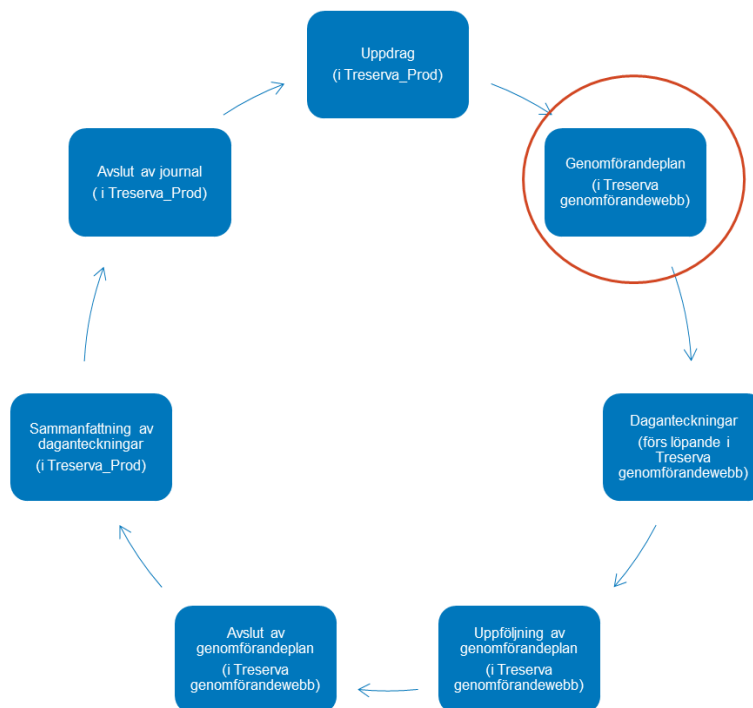 Uppdrag
(i Treserva_Prod)
Genomförandeplan
(i Treserva
genomförandewebb)
Daganteckningar
(förs löpande i
Treserva
genomförandewebb)
Uppföljning av
genomförandeplan
(i Treserva
genomförandewebb)
Avslut av
genomförandeplan
(i Treserva
genomförandewebb)
Sammanfattning av
daganteckningar
(i Treserva_Prod)
Avslut av journal
( i Treserva_Prod)